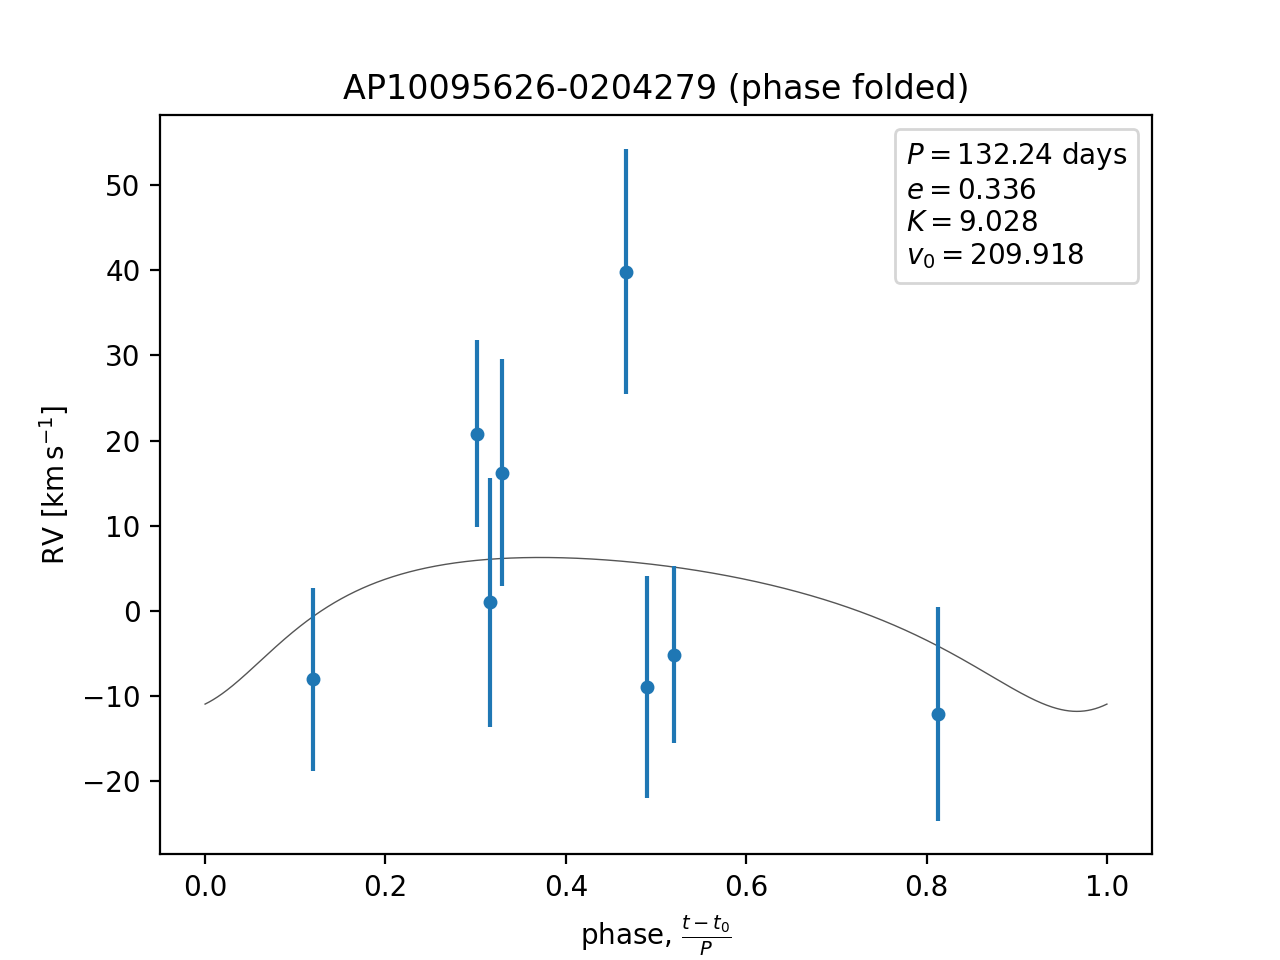 AP10095626-0204279 (phase folded)
P = 132.24 days
e = 0.336
K = 9.028
v₀ = 209.918
RV [km s⁻¹]
50
40
30
20
10
0
−10
−20
0.0 0.2 0.4 0.6 0.8 1.0
phase, (t − t₀)/P